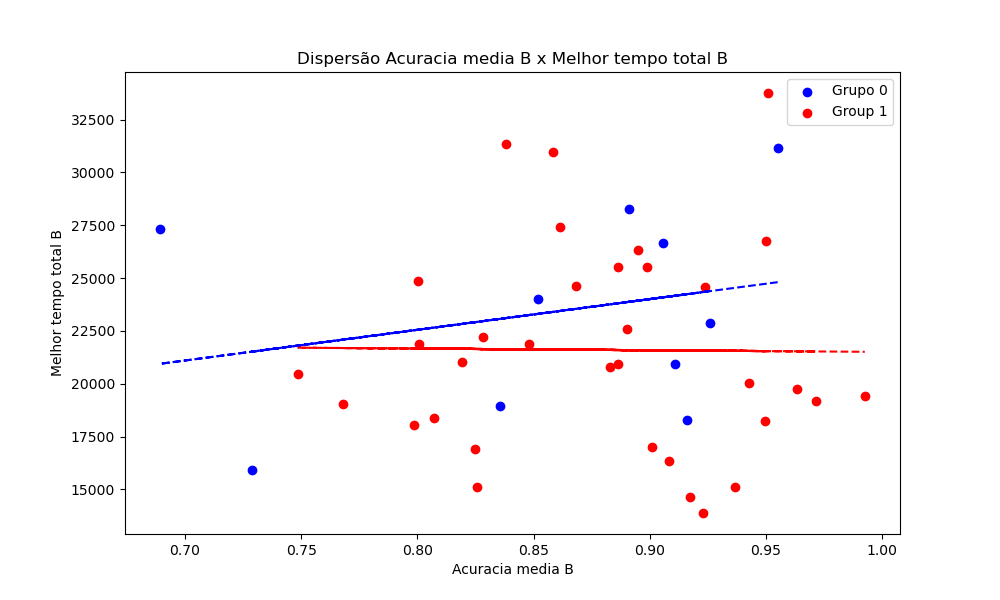 Dispersão Acuracia media B x Melhor tempo total B
Grupo 0
Group 1
Melhor tempo total B
32500
30000
27500
25000
22500
20000
17500
15000
0.70 0.75 0.80 0.85 0.90 0.95 1.00
Acuracia media B